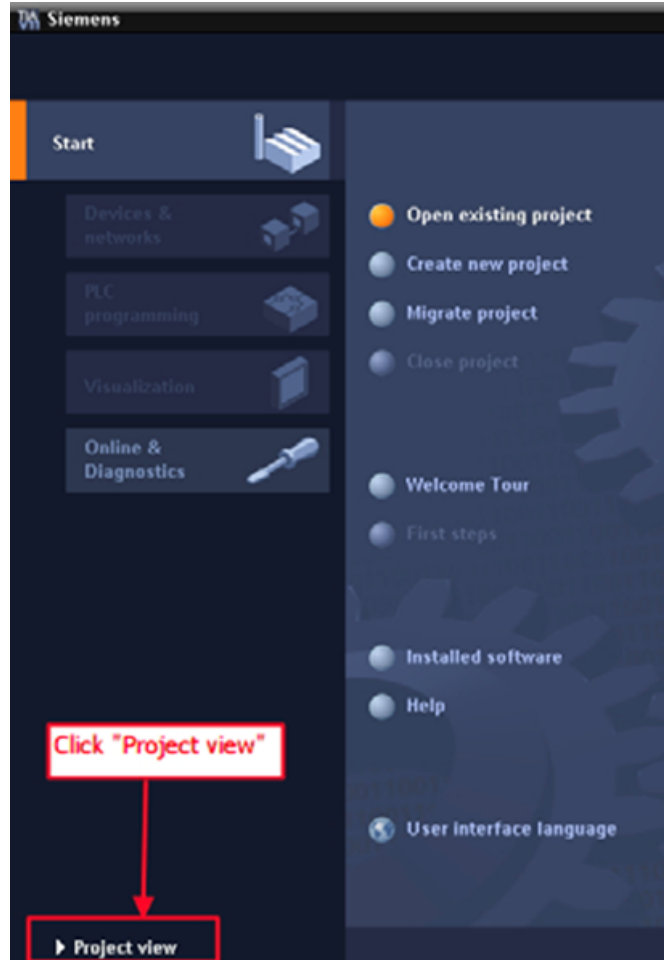 TIA Siemens
Start
Devices &
networks
PLC
programming
Visualization
Online &
Diagnostics
Open existing project
Create new project
Migrate project
Close project
Welcome Tour
First steps
Installed software
Help
User interface language
Click "Project view"
Project view